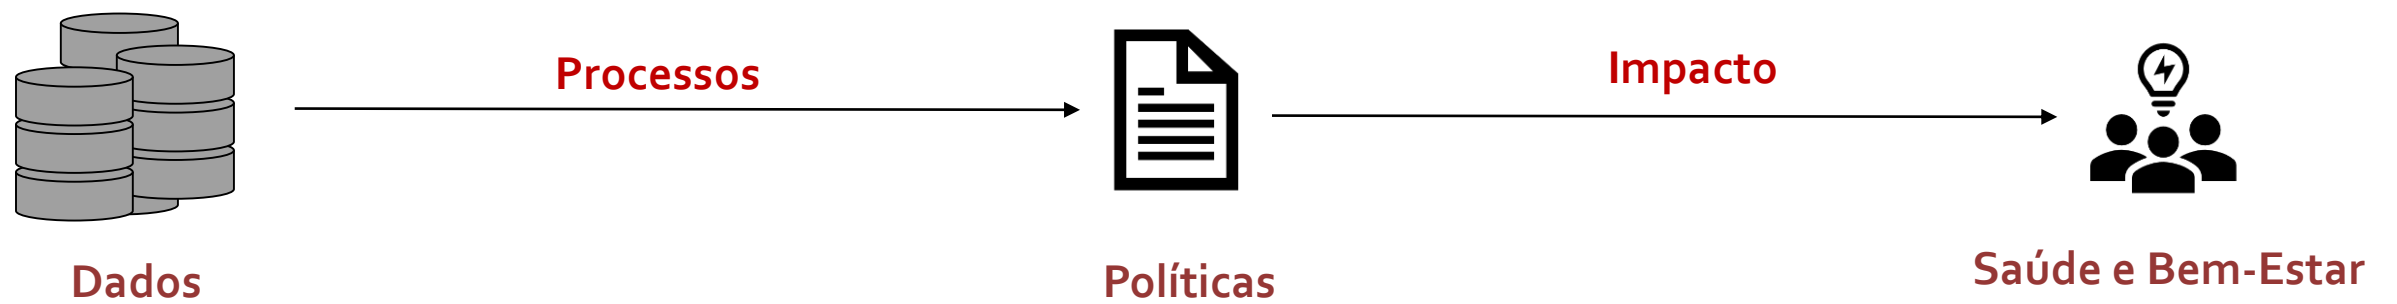 Processos
Impacto
Dados
Políticas
Saúde e Bem-Estar